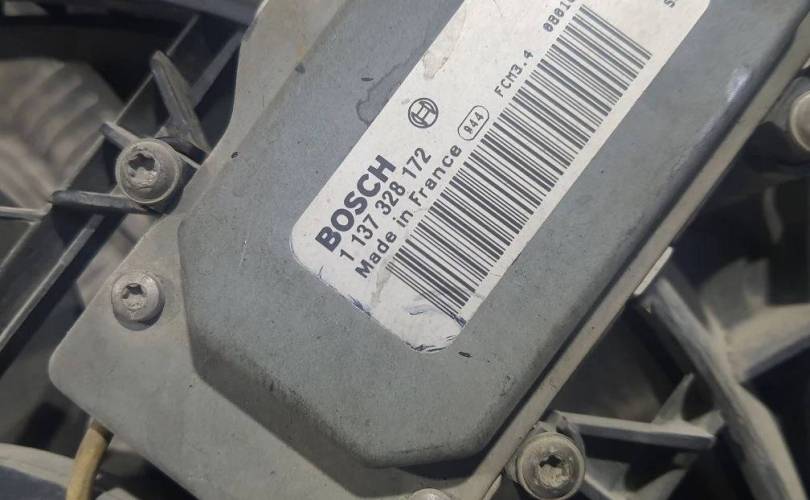 BOSCH
1 137 328 172
Made in France
944 FCM3.4